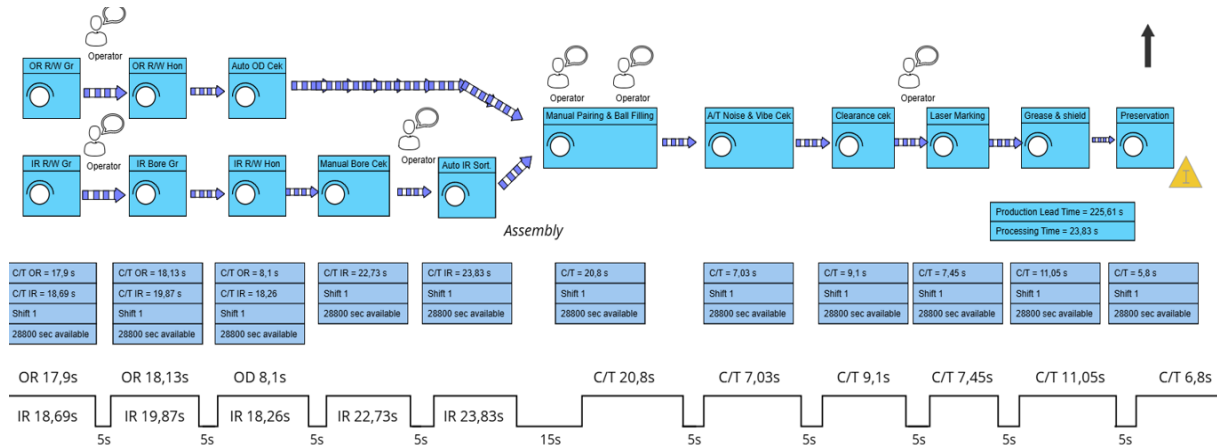 Operator
OR R/W Gr
OR R/W Hon
Auto OD Cek
Operator
Operator
Operator
Manual Pairing & Ball Filling
A/T Noise & Vibe Cek
Clearance cek
Laser Marking
Grease & shield
Preservation
IR R/W Gr
Operator
IR Bore Gr
IR R/W Hon
Manual Bore Cek
Operator
Auto IR Sort.
I
Assembly
Production Lead Time = 225,61 s
Processing Time = 23,83 s
C/T OR = 17,9 s
C/T IR = 18,69 s
Shift 1
28800 sec available
C/T OR = 18,13 s
C/T IR = 19,87 s
Shift 1
28800 sec available
C/T OR = 8,1 s
C/T IR = 18,26
Shift 1
28800 sec available
C/T IR = 22,73 s
Shift 1
28800 sec available
C/T IR = 23,83 s
Shift 1
28800 sec available
C/T = 20,8 s
Shift 1
28800 sec available
C/T = 7,03 s
Shift 1
28800 sec available
C/T = 9,1 s
Shift 1
28800 sec available
C/T = 7,45 s
Shift 1
28800 sec available
C/T = 11,05 s
Shift 1
28800 sec available
C/T = 5,8 s
Shift 1
28800 sec available
OR 17,9s
OR 18,13s
OD 8,1s
C/T 20,8s
C/T 7,03s
C/T 9,1s
C/T 7,45s
C/T 11,05s
C/T 6,8s
IR 18,69s
IR 19,87s
IR 18,26s
IR 22,73s
IR 23,83s
5s
5s
5s
5s
15s
5s
5s
5s
5s
5s